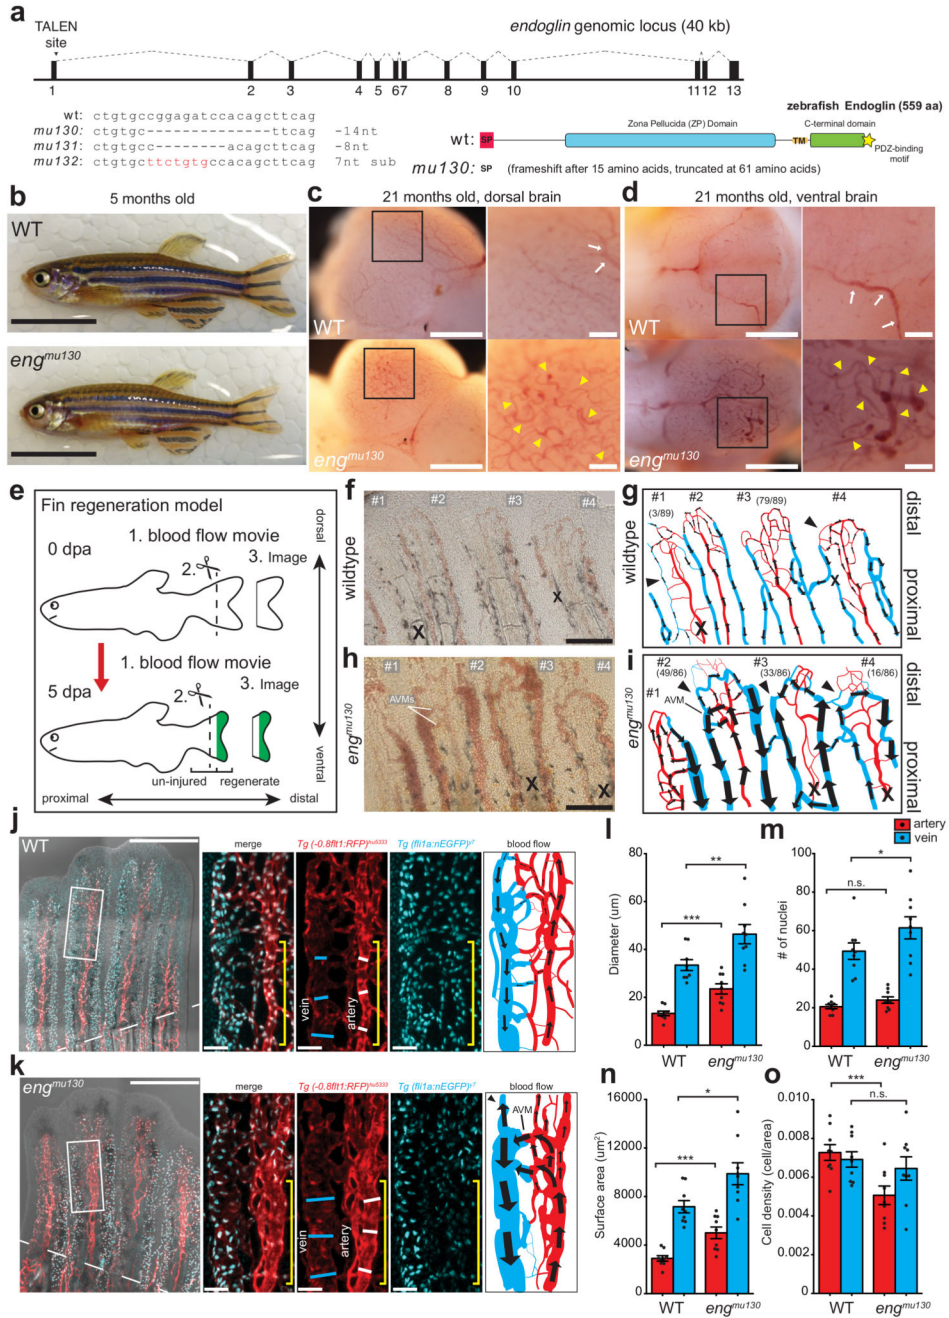 a
TALEN
site
endoglin genomic locus (40 kb)
1 2 3 4 5 67 8 9 10 11 12 13
wt: ctgtgccggagatccacagcttcag
mu130: ctgtgc--------------ttcag -14nt
mu131: ctgtgcc--------acagcttcag -8nt
mu132: ctgtgcttctgtgccacagcttcag 7nt sub
zebrafish Endoglin (559 aa)
Zona Pellucida (ZP) Domain
C-terminal domain
wt: SP TM
PDZ-binding
motif
mu130: SP (frameshift after 15 amino acids, truncated at 61 amino acids)
b 5 months old
WT
eng mu130
c 21 months old, dorsal brain
WT
eng mu130
d 21 months old, ventral brain
WT
eng mu130
e
Fin regeneration model
0 dpa
1. blood flow movie
2.
3. Image
5 dpa
1. blood flow movie
2.
3. Image
un-injured
regenerate
proximal
distal
dorsal
ventral
f
wildtype
#1 #2 #3 #4
X X
g
wildtype
#1 #2 #3 #4
(3/89) (79/89)
X X
distal
proximal
h
eng mu130
#1 #2 #3 #4
AVMs
X X
i
eng mu130
#2 #3 #4
(49/86) (33/86) (16/86)
#1
AVM
X X
distal
proximal
j
WT
merge
Tg (-0.8flt1:RFP)hu5333
Tg (fli1a:nEGFP)y7
blood flow
vein
artery
k
eng mu130
merge
Tg (-0.8flt1:RFP)hu5333
Tg (fli1a:nEGFP)y7
blood flow
vein
artery
AVM
artery
vein
l
Diameter (um)
80
60
40
20
0
***
**
WT eng mu130
m
# of nuclei
100
80
60
40
20
0
n.s.
*
WT eng mu130
n
Surface area (um2)
16000
12000
8000
4000
0
***
*
WT eng mu130
o
Cell density (cell/area)
0.010
0.008
0.006
0.004
0.002
0
***
n.s.
WT eng mu130